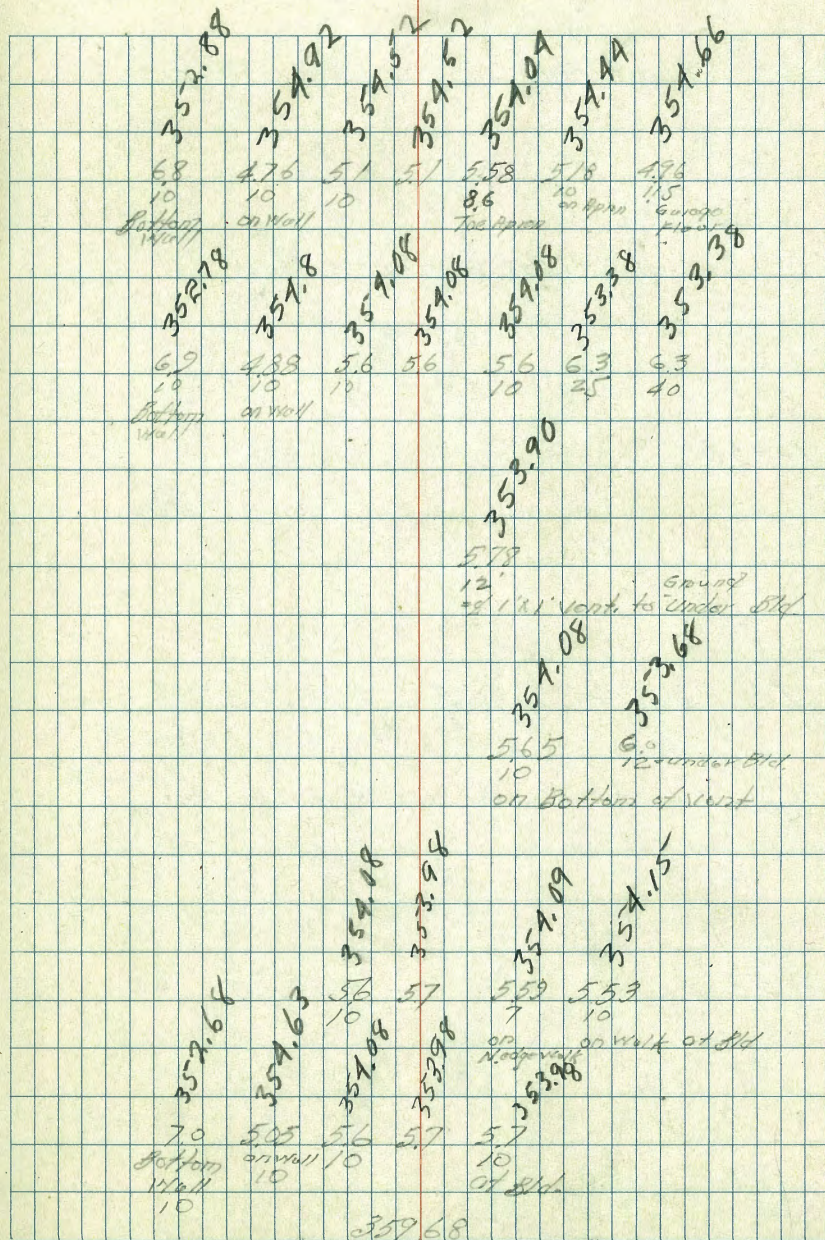 352.88 354.92 354.52 354.52 354.04 354.44 354.66
6.8 4.76 5.1 5.1 5.58 5.18 4.96
10 10 10 8.6 10 11.5
Bottom Wall on Wall Toe Apron on Apron Garage Floor
352.78 354.8 354.08 354.08 354.08 353.38 353.38
6.9 4.88 5.6 5.6 5.6 6.3 6.3
10 10 10 10 25 40
Bottom Wall on Wall
353.90
5.78
12 Ground
1'x1' vent. to Under Bld.
354.08 353.68
5.65 6.0
10 12 - under Bld.
on Bottom of vent
354.08 353.98 354.09 354.15
5.6 5.7 5.59 5.53
10 7 10
on N. edge walk on walk at Bld
352.68 354.63 354.08 353.98 353.98
7.0 5.05 5.6 5.7 5.7
Bottom on wall 10 10
Wall 10 at Bld.
10
359.68